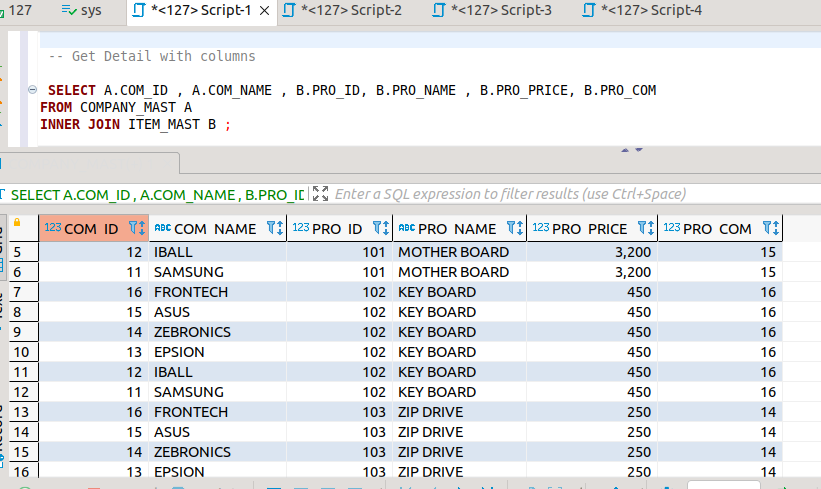 127 sys *<127> Script-1 *<127> Script-2 *<127> Script-3 *<127> Script-4
-- Get Detail with columns
SELECT A.COM_ID , A.COM_NAME , B.PRO_ID, B.PRO_NAME , B.PRO_PRICE, B.PRO_COM
FROM COMPANY_MAST A
INNER JOIN ITEM_MAST B ;
SELECT A.COM_ID , A.COM_NAME , B.PRO_ID Enter a SQL expression to filter results (use Ctrl+Space)
123 COM_ID ABC COM_NAME 123 PRO_ID ABC PRO_NAME 123 PRO_PRICE 123 PRO_COM
5 12 IBALL 101 MOTHER BOARD 3,200 15
6 11 SAMSUNG 101 MOTHER BOARD 3,200 15
7 16 FRONTECH 102 KEY BOARD 450 16
8 15 ASUS 102 KEY BOARD 450 16
9 14 ZEBRONICS 102 KEY BOARD 450 16
10 13 EPSION 102 KEY BOARD 450 16
11 12 IBALL 102 KEY BOARD 450 16
12 11 SAMSUNG 102 KEY BOARD 450 16
13 16 FRONTECH 103 ZIP DRIVE 250 14
14 15 ASUS 103 ZIP DRIVE 250 14
15 14 ZEBRONICS 103 ZIP DRIVE 250 14
16 13 EPSION 103 ZIP DRIVE 250 14